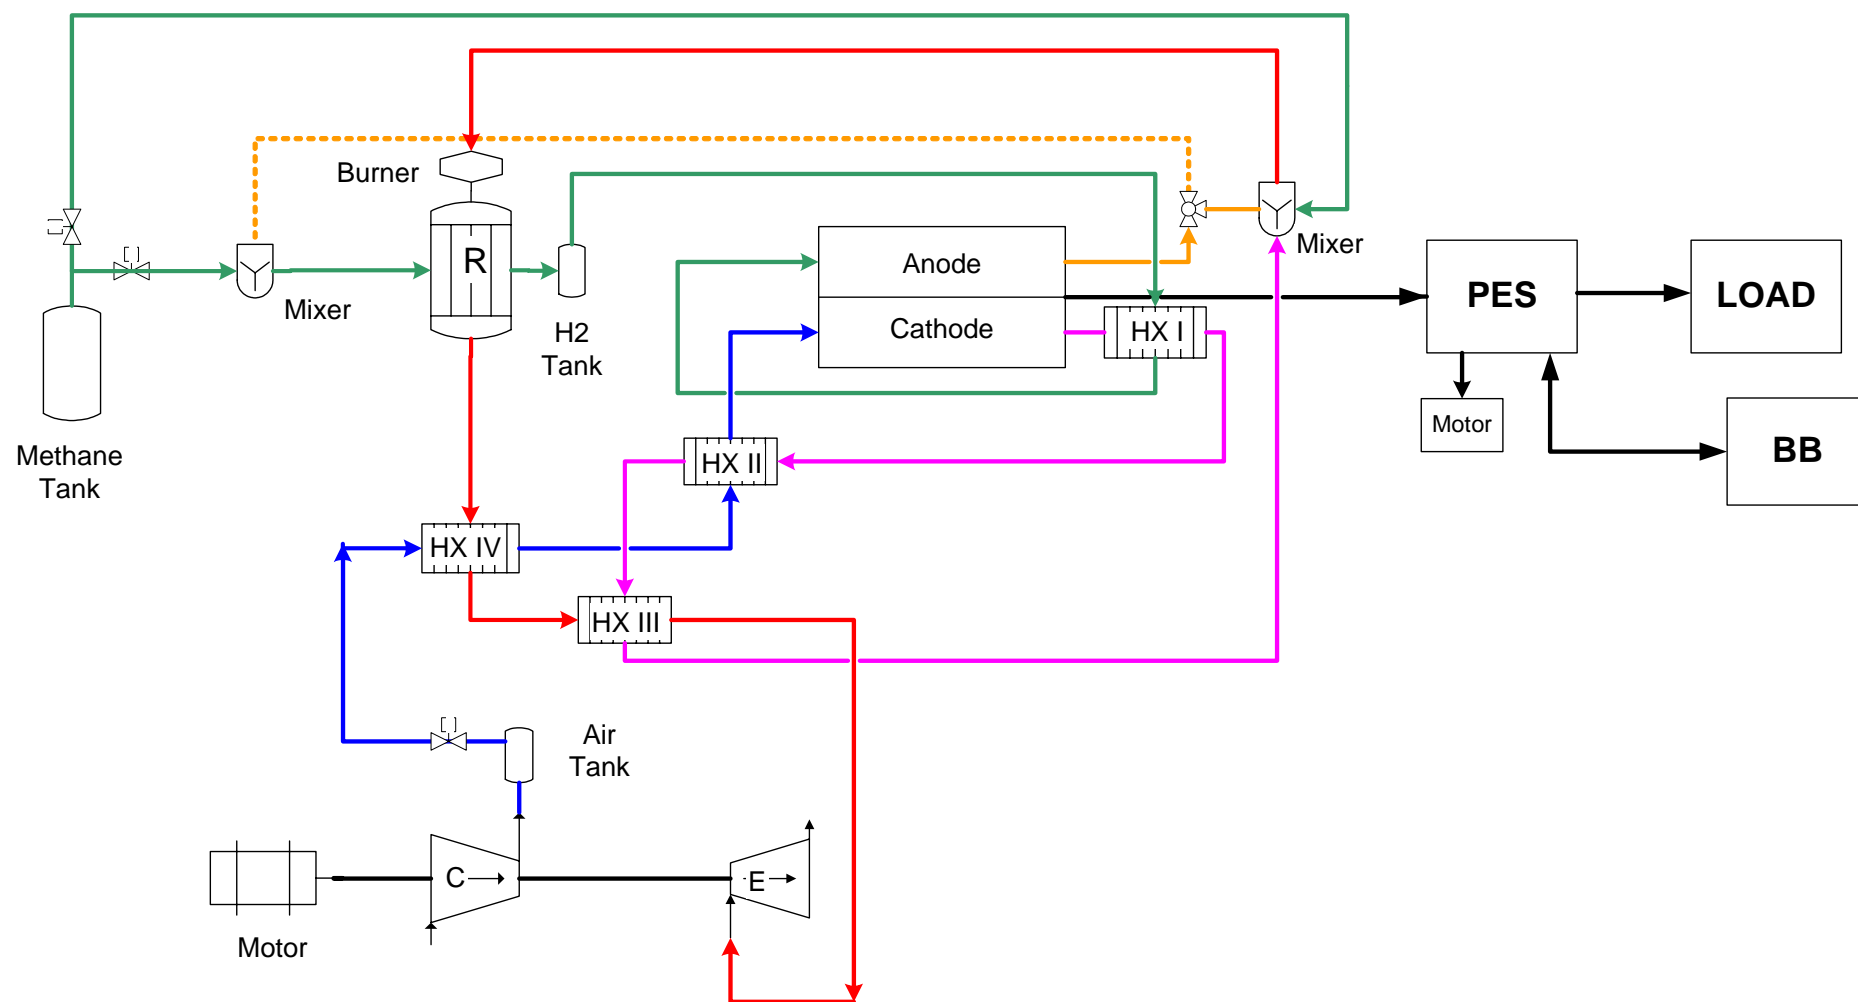 Burner
R
Mixer
Mixer
H2
Tank
Methane
Tank
Anode
Cathode
HX I
PES
LOAD
Motor
BB
HX II
HX IV
HX III
Air
Tank
C
E
Motor